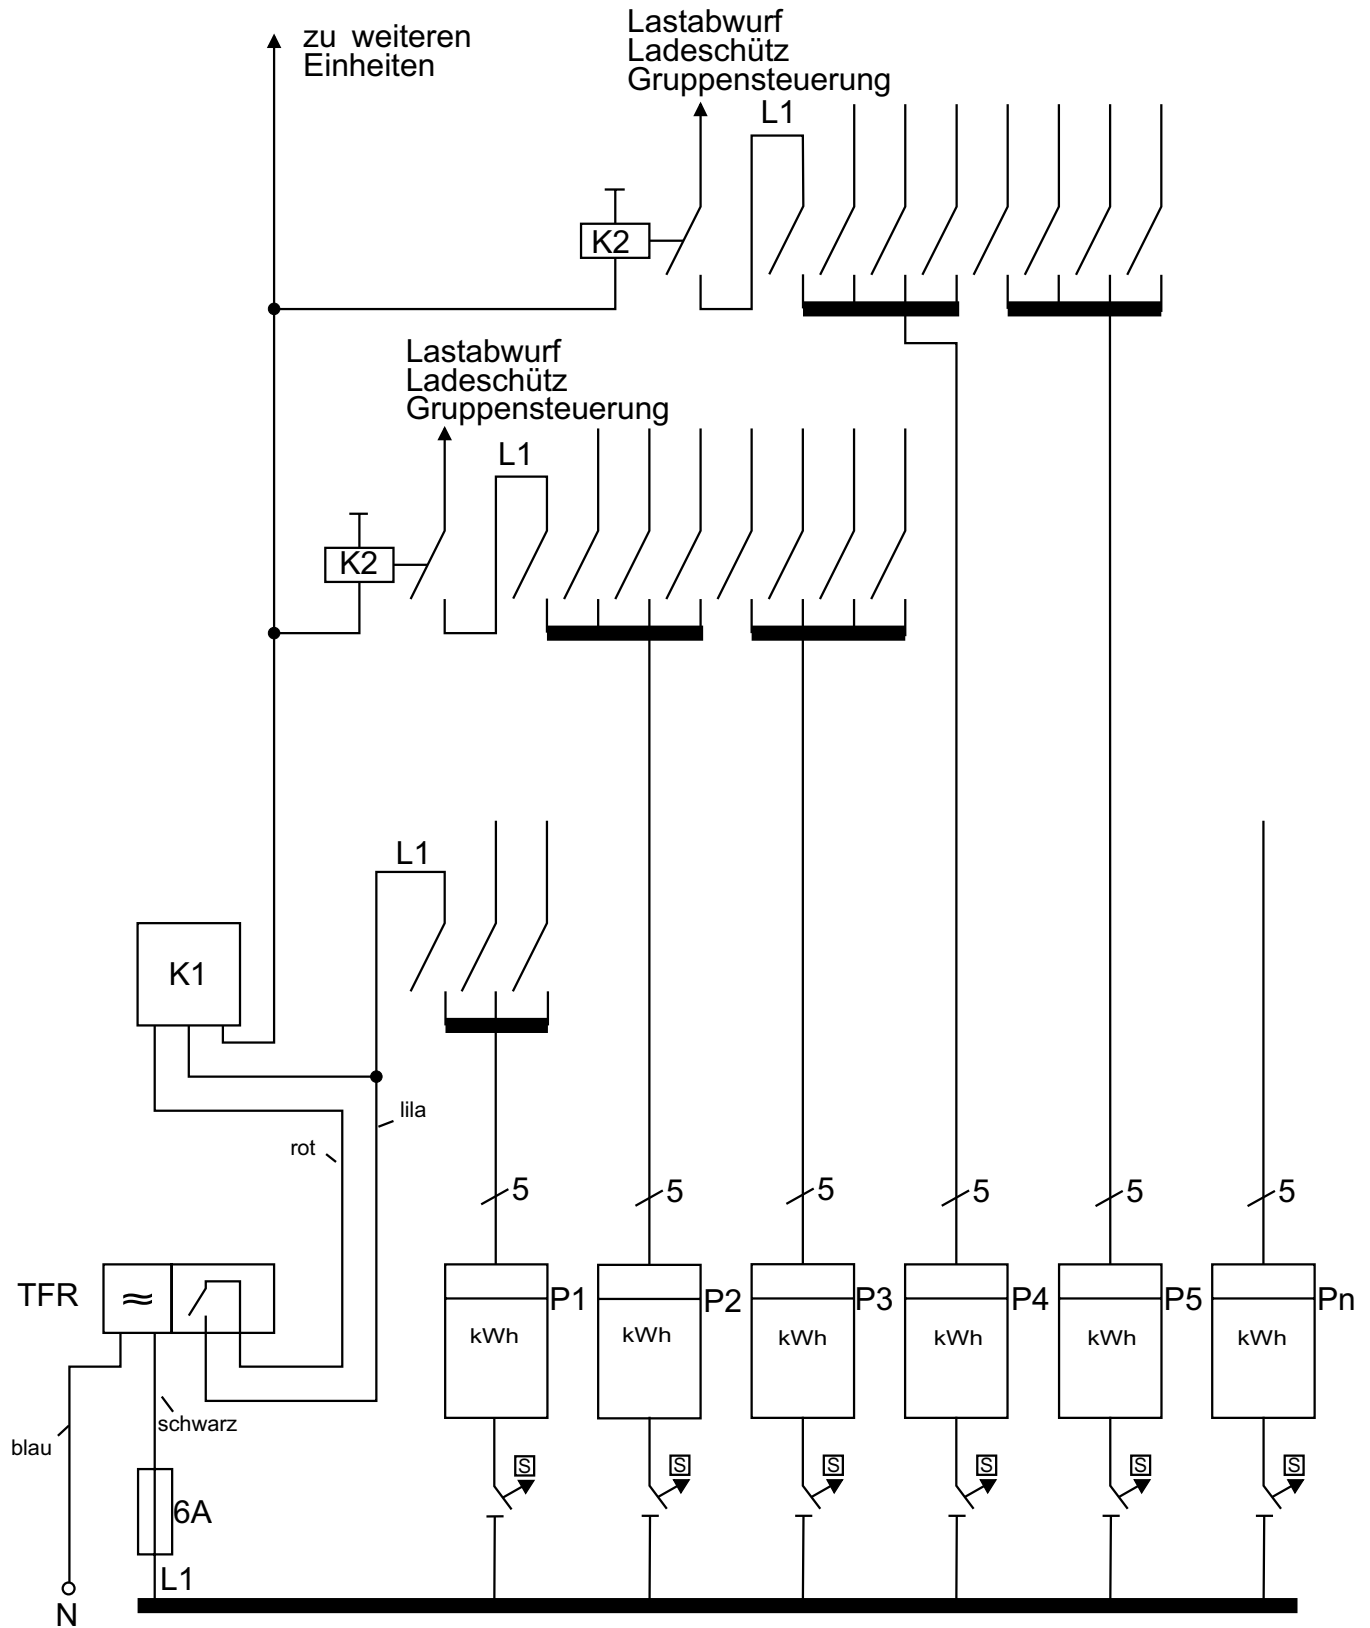 zu weiteren
Einheiten
Lastabwurf
Ladeschütz
Gruppensteuerung
L1
K2
Lastabwurf
Ladeschütz
Gruppensteuerung
L1
K2
L1
K1
lila
rot
5
5
5
5
5
5
TFR
≈
P1
P2
P3
P4
P5
Pn
kWh
kWh
kWh
kWh
kWh
kWh
schwarz
blau
S
S
S
S
S
S
6A
L1
N